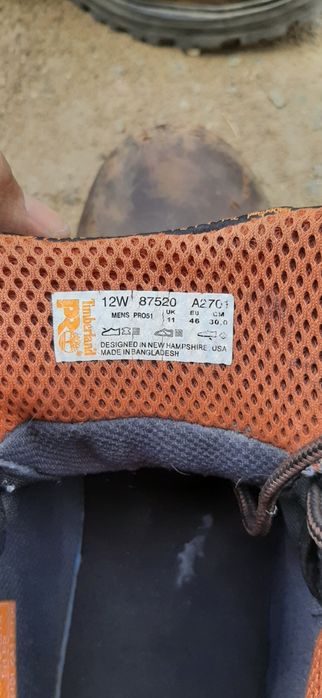 Timberland
PRO
12W 87520 A2701
MENS PRO51 UK EU CM
11 46 30.0
DESIGNED IN NEW HAMPSHIRE USA
MADE IN BANGLADESH